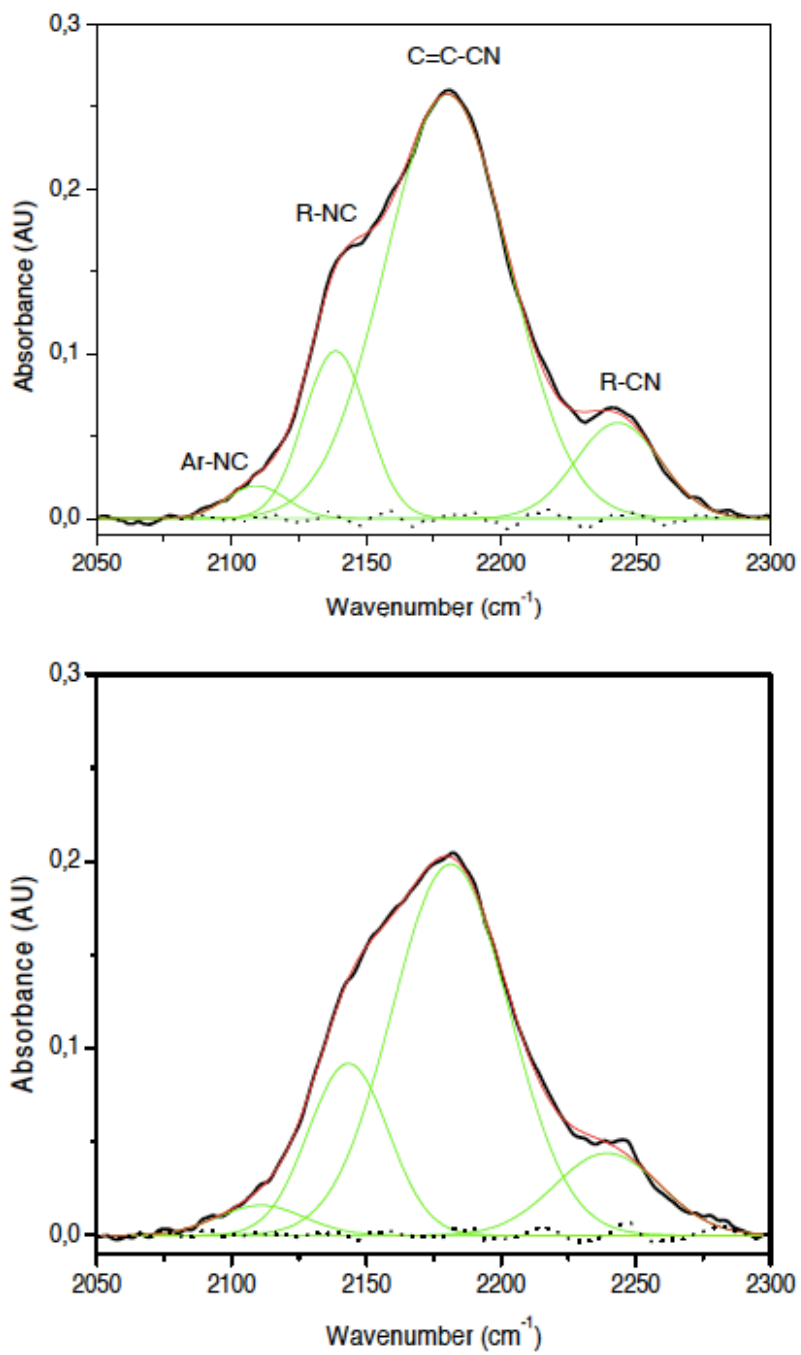 0,3
C=C-CN
0,2
R-NC
Absorbance (AU)
0,1
R-CN
Ar-NC
0,0
2050 2100 2150 2200 2250 2300
Wavenumber (cm⁻¹)
0,3
0,2
Absorbance (AU)
0,1
0,0
2050 2100 2150 2200 2250 2300
Wavenumber (cm⁻¹)